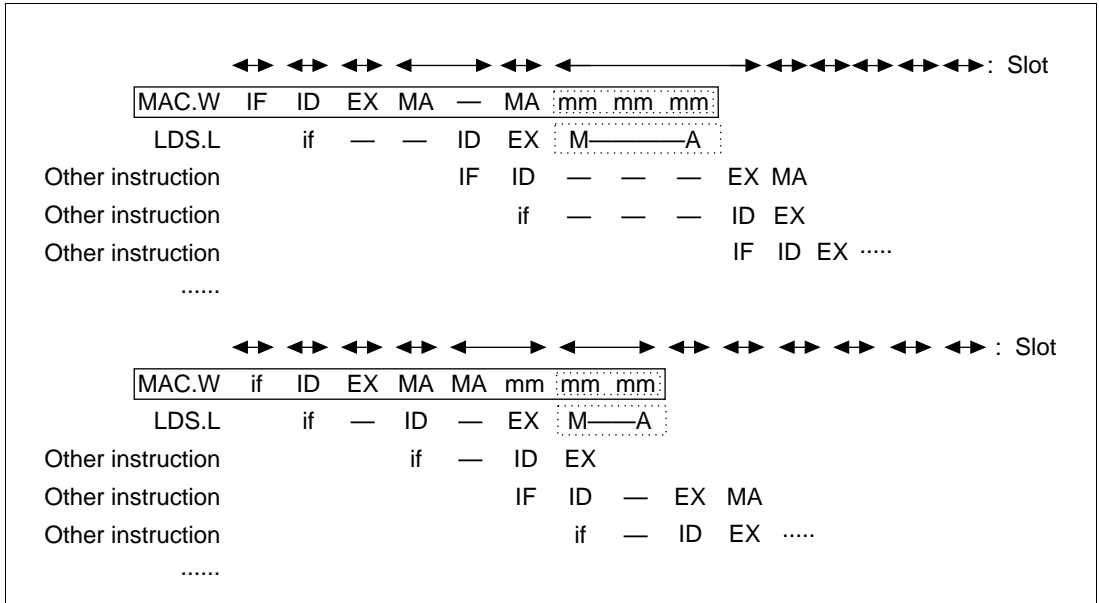 : Slot
MAC.W IF ID EX MA — MA mm mm mm
LDS.L if — — ID EX M———A
Other instruction IF ID — — — EX MA
Other instruction if — — — ID EX
Other instruction IF ID EX ·····
······
: Slot
MAC.W if ID EX MA MA mm mm mm
LDS.L if — ID — EX M——A
Other instruction if — ID EX
Other instruction IF ID — EX MA
Other instruction if — ID EX ·····
······